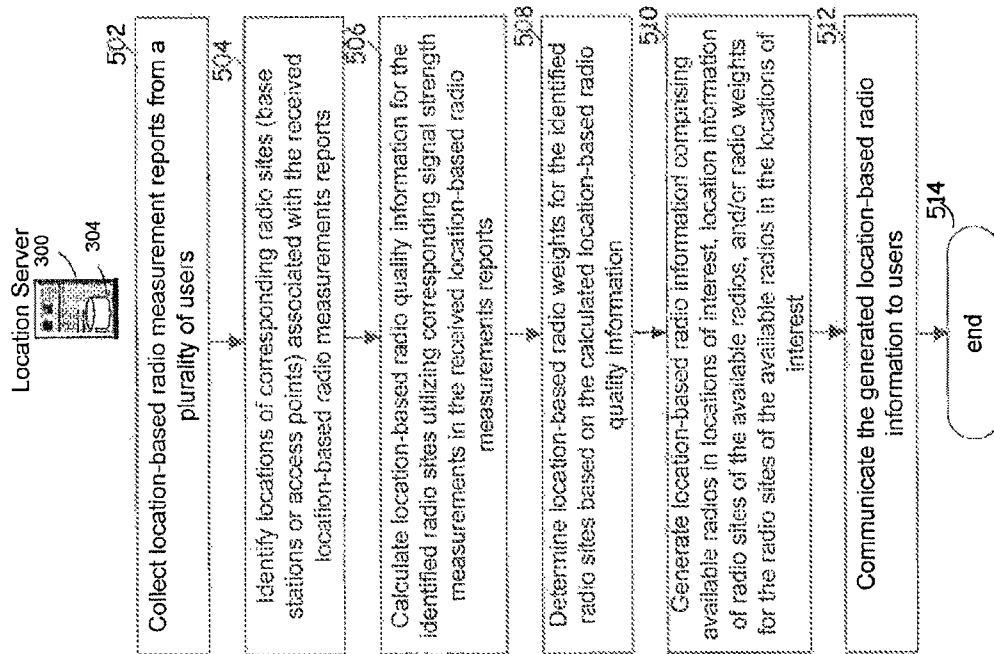 Location Server
300
304
502
Collect location-based radio measurement reports from a
plurality of users
504
Identify locations of corresponding radio sites (base
stations or access points) associated with the received
location-based radio measurements reports
506
Calculate location-based radio quality information for the
identified radio sites utilizing corresponding signal strength
measurements in the received location-based radio
measurements reports
508
Determine location-based radio weights for the identified
radio sites based on the calculated location-based radio
quality information
510
Generate location-based radio information comprising
available radios in locations of interest, location information
of radio sites of the available radios, and/or radio weights
for the radio sites of the available radios in the locations of
interest
512
Communicate the generated location-based radio
information to users
514
end